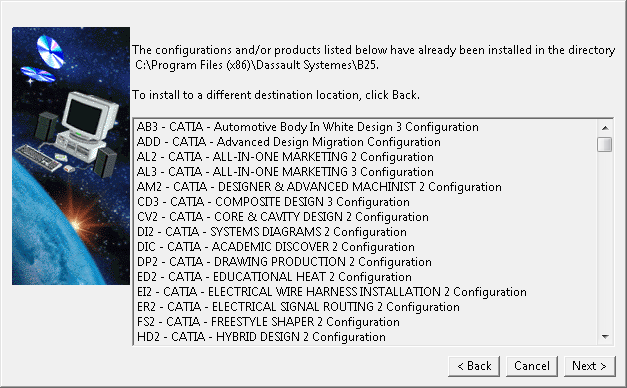 The configurations and/or products listed below have already been installed in the directory
C:\Program Files (x86)\Dassault Systemes\B25.
To install to a different destination location, click Back.
AB3 - CATIA - Automotive Body In White Design 3 Configuration
ADD - CATIA - Advanced Design Migration Configuration
AL2 - CATIA - ALL-IN-ONE MARKETING 2 Configuration
AL3 - CATIA - ALL-IN-ONE MARKETING 3 Configuration
AM2 - CATIA - DESIGNER & ADVANCED MACHINIST 2 Configuration
CD3 - CATIA - COMPOSITE DESIGN 3 Configuration
CV2 - CATIA - CORE & CAVITY DESIGN 2 Configuration
DI2 - CATIA - SYSTEMS DIAGRAMS 2 Configuration
DIC - CATIA - ACADEMIC DISCOVER 2 Configuration
DP2 - CATIA - DRAWING PRODUCTION 2 Configuration
ED2 - CATIA - EDUCATIONAL HEAT 2 Configuration
EI2 - CATIA - ELECTRICAL WIRE HARNESS INSTALLATION 2 Configuration
ER2 - CATIA - ELECTRICAL SIGNAL ROUTING 2 Configuration
FS2 - CATIA - FREESTYLE SHAPER 2 Configuration
HD2 - CATIA - HYBRID DESIGN 2 Configuration
< Back Cancel Next >